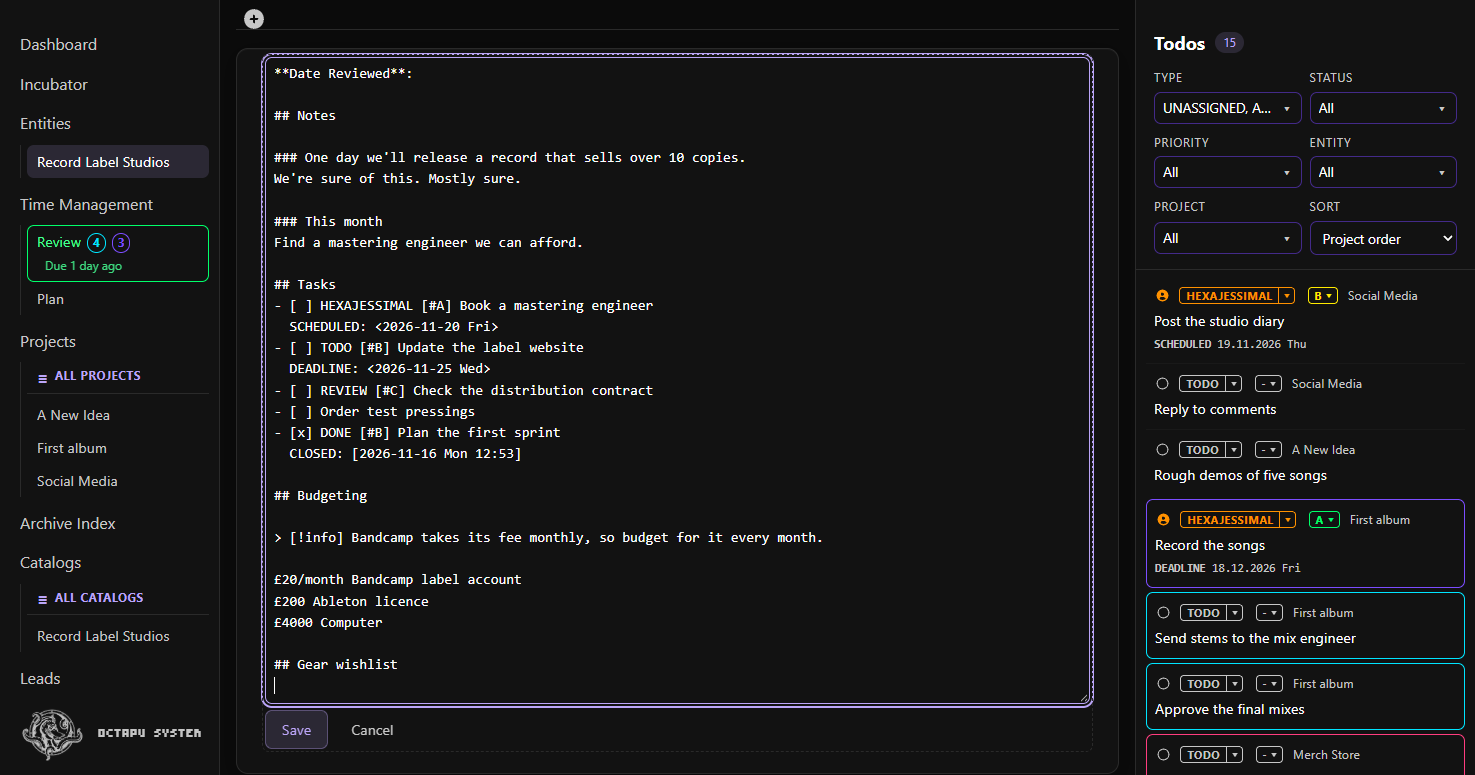 Dashboard
Incubator
Entities
Record Label Studios
Time Management
Review 4 3
Due 1 day ago
Plan
Projects
ALL PROJECTS
A New Idea
First album
Social Media
Archive Index
Catalogs
ALL CATALOGS
Record Label Studios
Leads
OCTAPU SYSTEM
+
**Date Reviewed**:
## Notes
### One day we'll release a record that sells over 10 copies.
We're sure of this. Mostly sure.
### This month
Find a mastering engineer we can afford.
## Tasks
- [ ] HEXAJESSIMAL [#A] Book a mastering engineer
SCHEDULED: <2026-11-20 Fri>
- [ ] TODO [#B] Update the label website
DEADLINE: <2026-11-25 Wed>
- [ ] REVIEW [#C] Check the distribution contract
- [ ] Order test pressings
- [x] DONE [#B] Plan the first sprint
CLOSED: [2026-11-16 Mon 12:53]
## Budgeting
> [!info] Bandcamp takes its fee monthly, so budget for it every month.
£20/month Bandcamp label account
£200 Ableton licence
£4000 Computer
## Gear wishlist
Save Cancel
Todos 15
TYPE STATUS
UNASSIGNED, A... All
PRIORITY ENTITY
All All
PROJECT SORT
All Project order
HEXAJESSIMAL B Social Media
Post the studio diary
SCHEDULED 19.11.2026 Thu
TODO - Social Media
Reply to comments
TODO - A New Idea
Rough demos of five songs
HEXAJESSIMAL A First album
Record the songs
DEADLINE 18.12.2026 Fri
TODO - First album
Send stems to the mix engineer
TODO - First album
Approve the final mixes
TODO - Merch Store